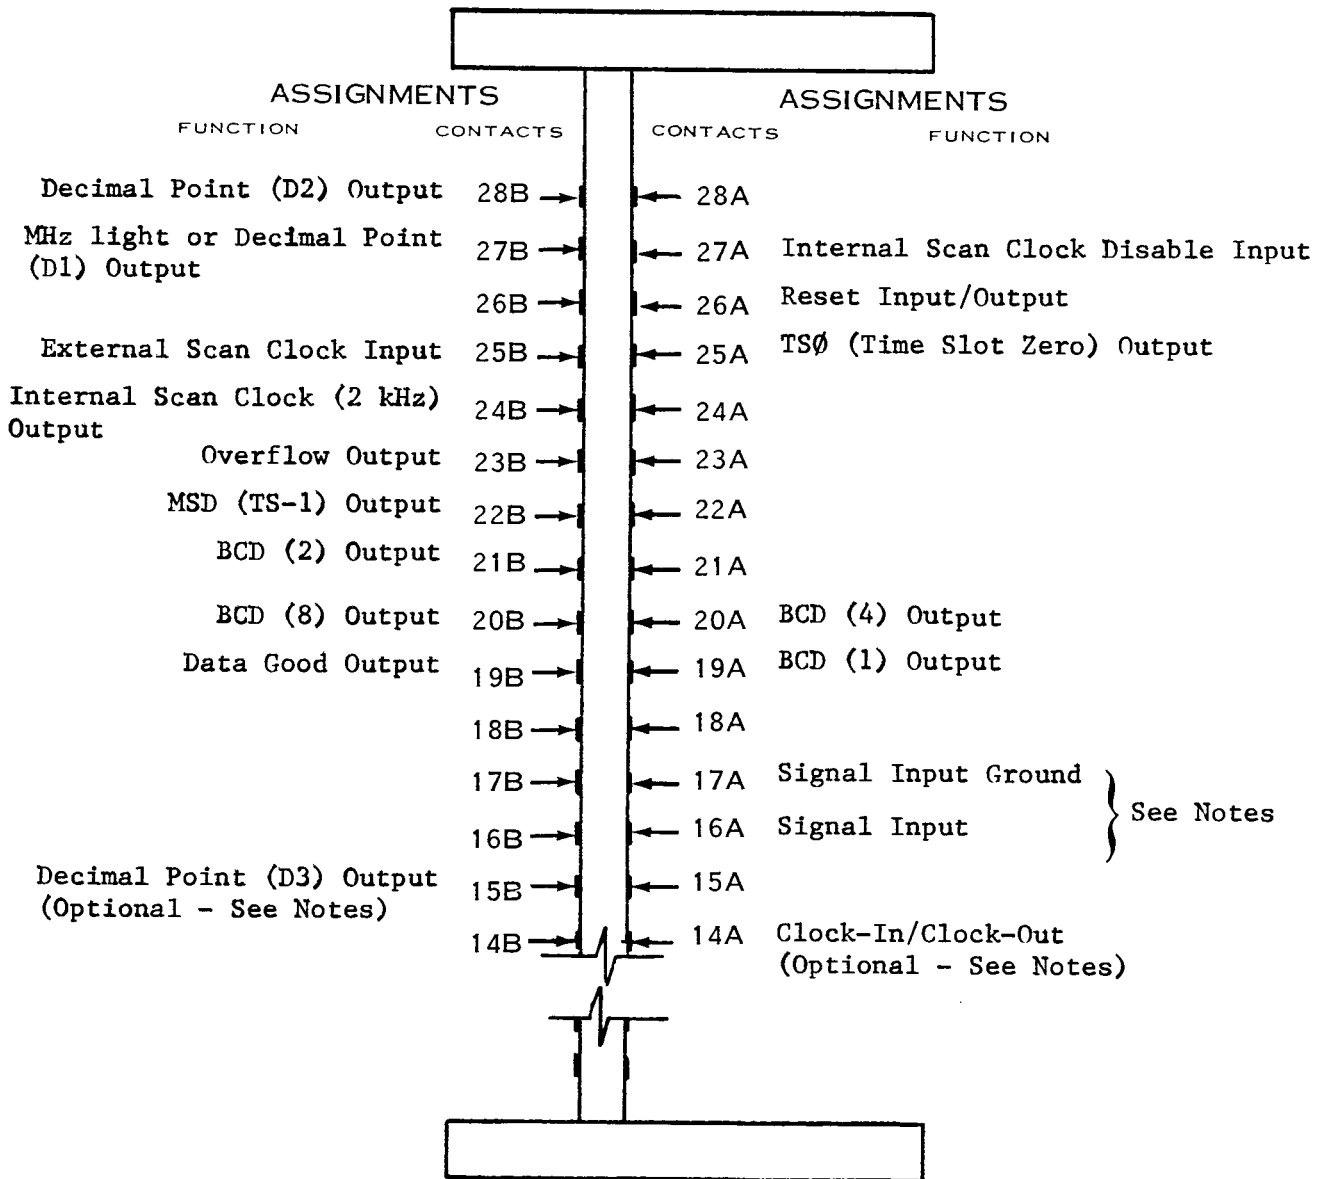 ASSIGNMENTS ASSIGNMENTS
FUNCTION CONTACTS CONTACTS FUNCTION
Decimal Point (D2) Output 28B 28A
MHz light or Decimal Point
(D1) Output 27B 27A Internal Scan Clock Disable Input
26B 26A Reset Input/Output
External Scan Clock Input 25B 25A TSØ (Time Slot Zero) Output
Internal Scan Clock (2 kHz)
Output 24B 24A
Overflow Output 23B 23A
MSD (TS-1) Output 22B 22A
BCD (2) Output 21B 21A
BCD (8) Output 20B 20A BCD (4) Output
Data Good Output 19B 19A BCD (1) Output
18B 18A
17B 17A Signal Input Ground
See Notes
16B 16A Signal Input
Decimal Point (D3) Output
(Optional - See Notes) 15B 15A
14B 14A Clock-In/Clock-Out
(Optional - See Notes)